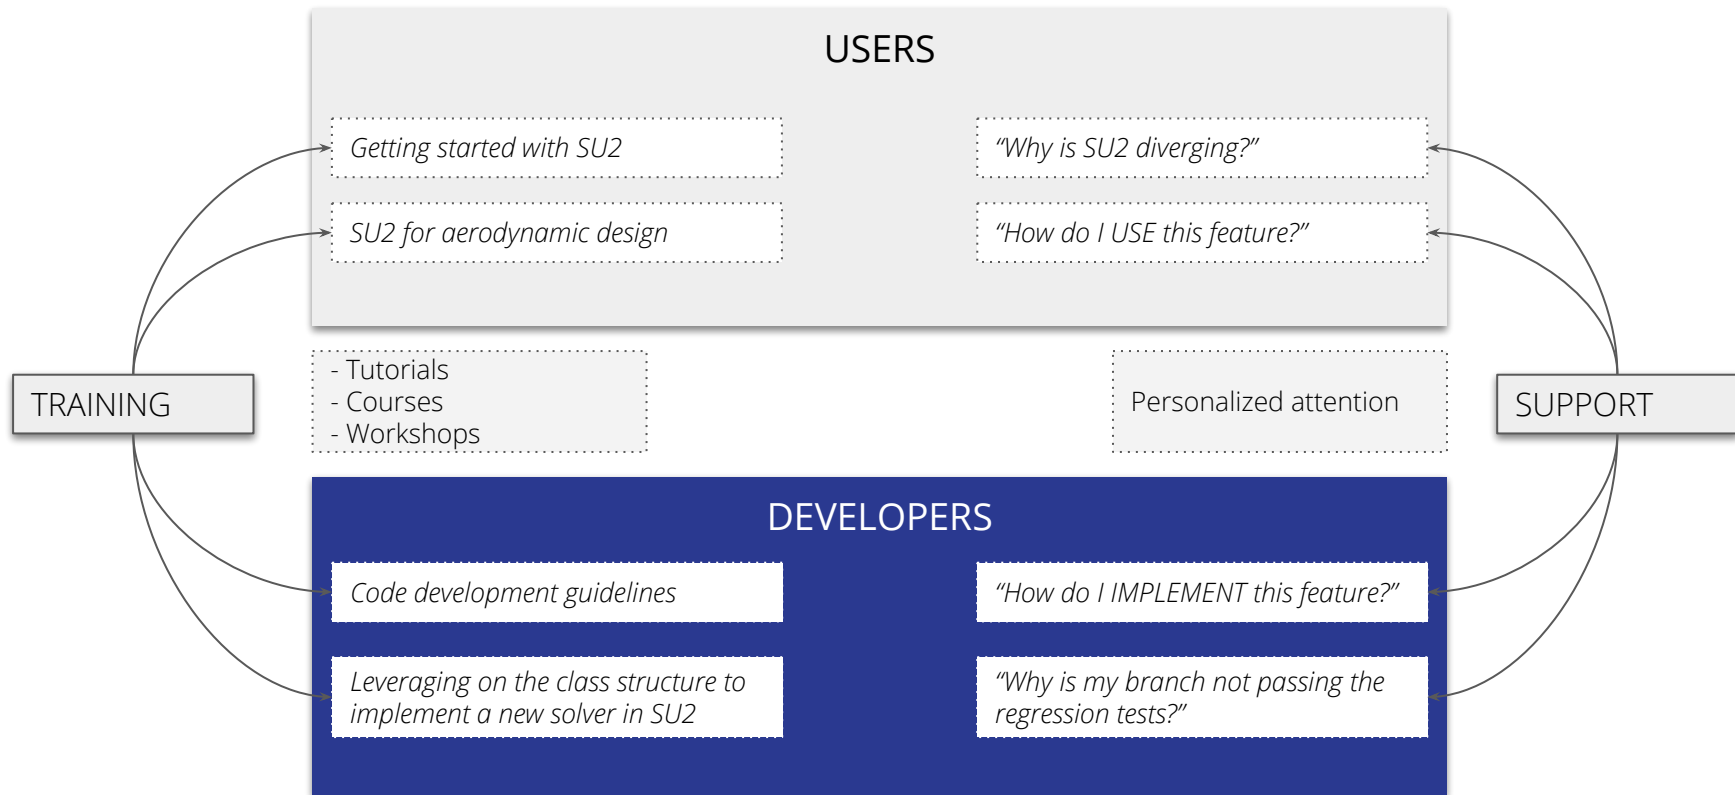 USERS
Getting started with SU2
“Why is SU2 diverging?”
SU2 for aerodynamic design
“How do I USE this feature?”
TRAINING
- Tutorials
- Courses
- Workshops
Personalized attention
SUPPORT
DEVELOPERS
Code development guidelines
“How do I IMPLEMENT this feature?”
Leveraging on the class structure to
implement a new solver in SU2
“Why is my branch not passing the
regression tests?”